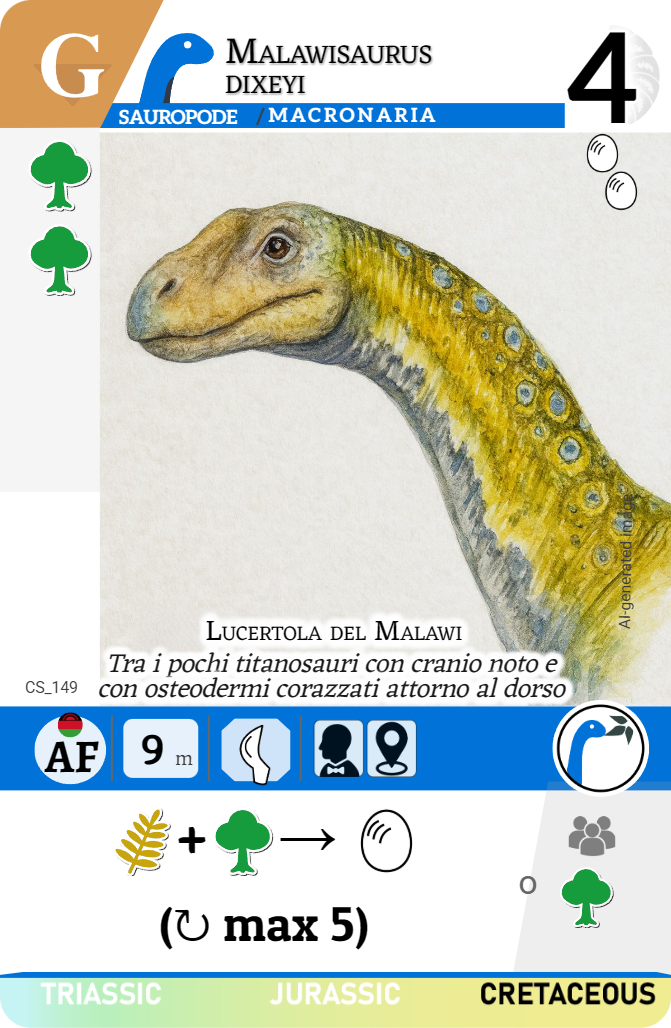 G
MALAWISAURUS
DIXEYI
4
SAUROPODE / MACRONARIA
AI-generated image
LUCERTOLA DEL MALAWI
Tra i pochi titanosauri con cranio noto e
con osteodermi corazzati attorno al dorso
CS_149
AF 9 m
+ →
O
(↻ max 5)
TRIASSIC JURASSIC CRETACEOUS